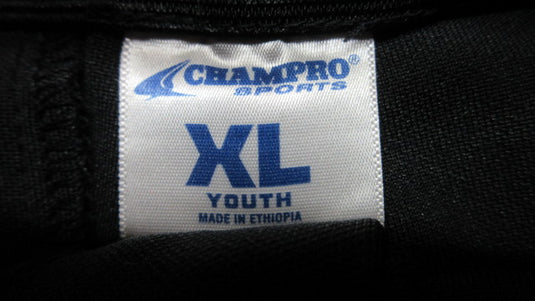 CHAMPRO®
SPORTS
XL
YOUTH
MADE IN ETHIOPIA